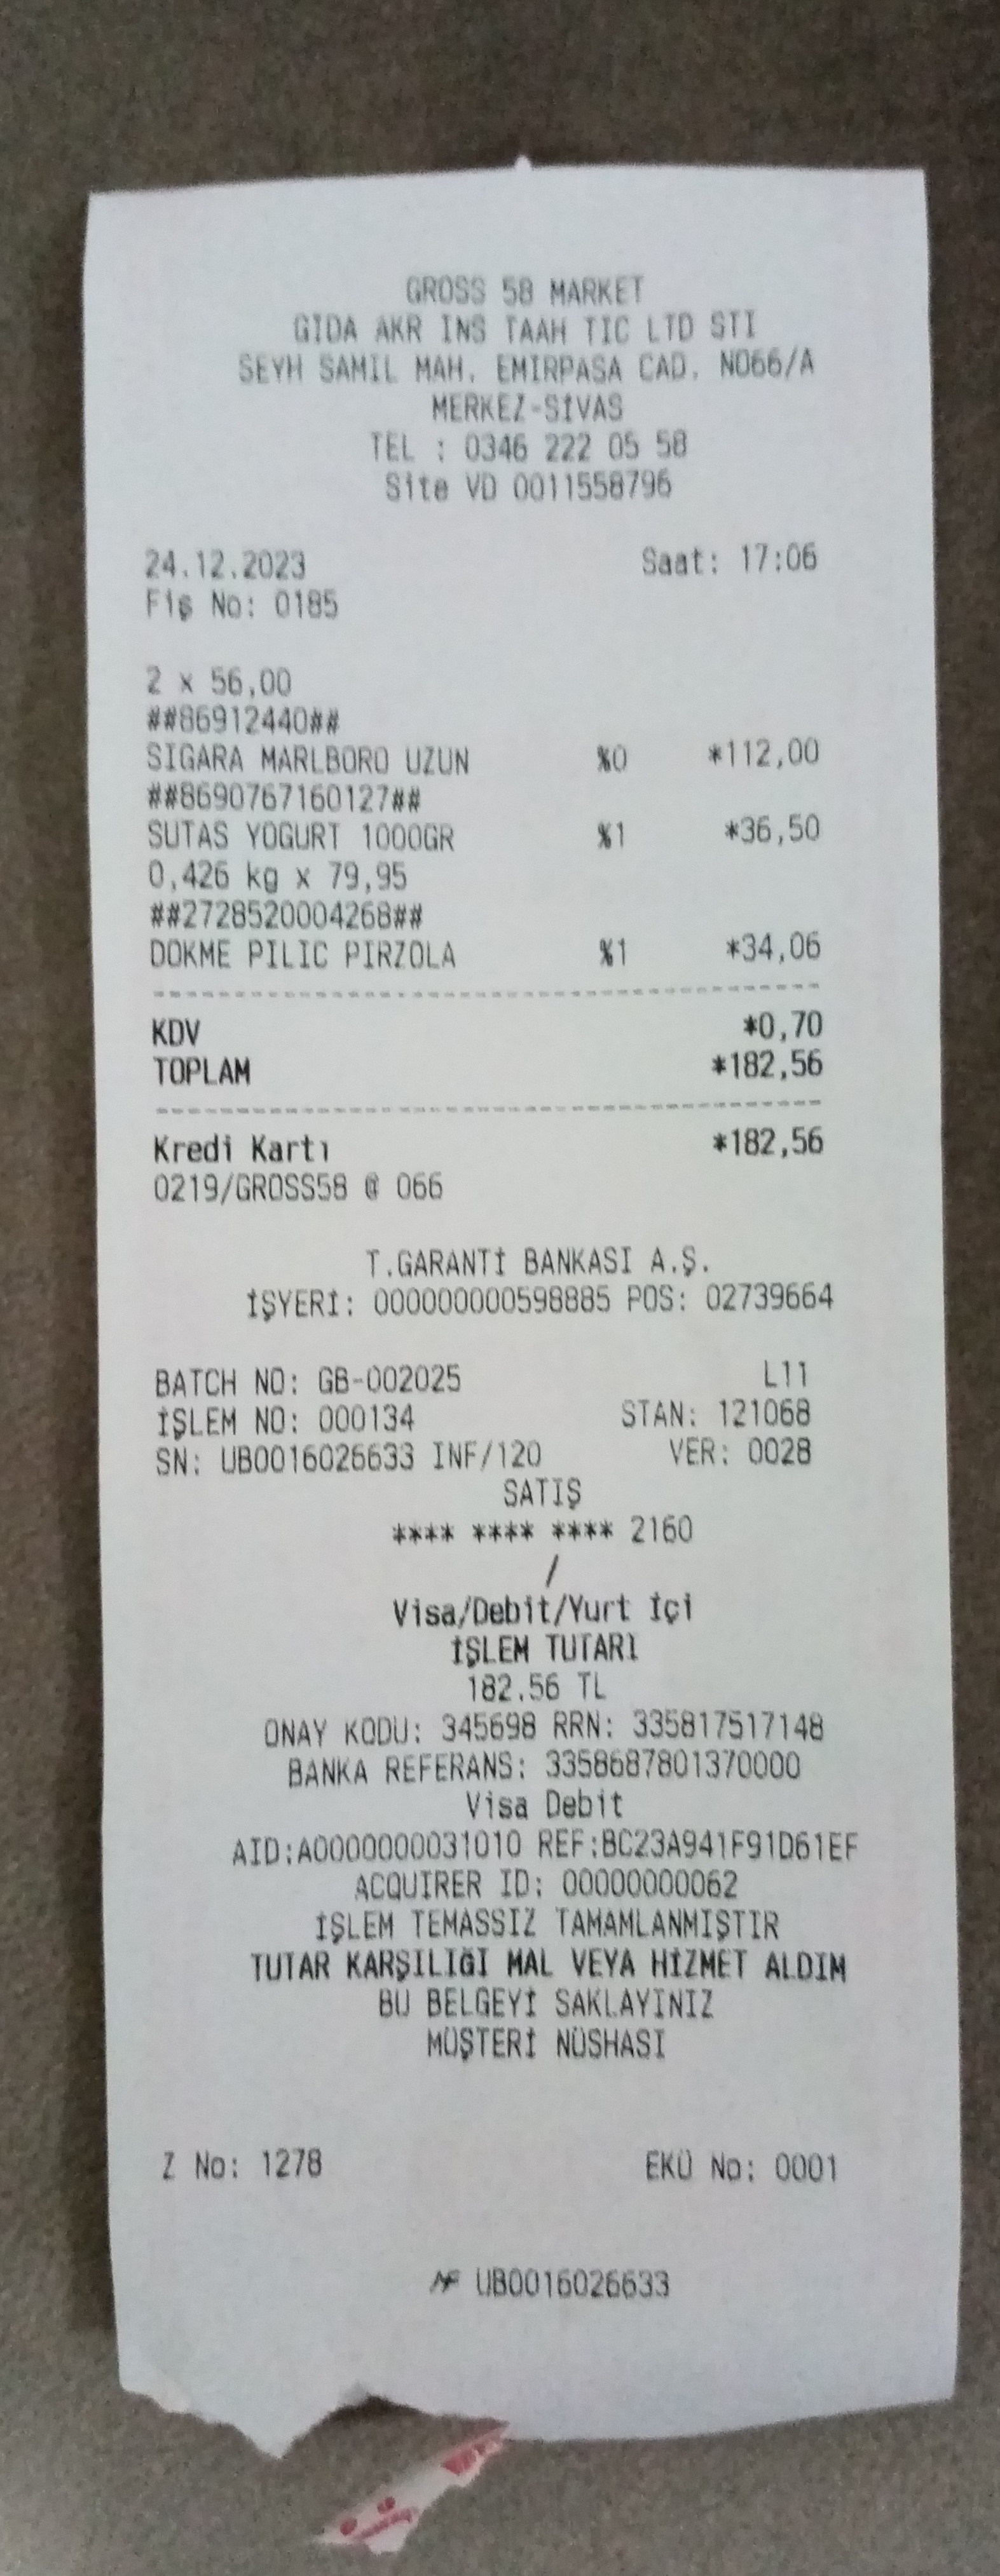 GROSS 58 MARKET
GIDA AKR INS TAAH TIC LTD STI
SEYH SAMIL MAH. EMIRPASA CAD. NO66/A
MERKEZ-SİVAS
TEL : 0346 222 05 58
Site VD 0011558796
24.12.2023 Saat: 17:06
Fiş No: 0185
2 x 56,00
##86912440##
SIGARA MARLBORO UZUN %0 *112,00
##8690767160127##
SUTAS YOGURT 1000GR %1 *36,50
0,426 kg x 79,95
##2728520004268##
DOKME PILIC PIRZOLA %1 *34,06
KDV *0,70
TOPLAM *182,56
Kredi Kartı *182,56
0219/GROSS58 @ 066
T.GARANTİ BANKASI A.Ş.
İŞYERİ: 000000000598885 POS: 02739664
BATCH NO: GB-002025 L11
İŞLEM NO: 000134 STAN: 121068
SN: UB0016026633 INF/120 VER: 0028
SATIŞ
**** **** **** 2160
/
Visa/Debit/Yurt İçi
İŞLEM TUTARI
182.56 TL
ONAY KODU: 345698 RRN: 335817517148
BANKA REFERANS: 3358687801370000
Visa Debit
AID:A0000000031010 REF:BC23A941F91D61EF
ACQUIRER ID: 00000000062
İŞLEM TEMASSIZ TAMAMLANMIŞTIR
TUTAR KARŞILIĞI MAL VEYA HİZMET ALDIM
BU BELGEYİ SAKLAYINIZ
MÜŞTERİ NÜSHASI
Z No: 1278 EKÜ No: 0001
UB0016026633